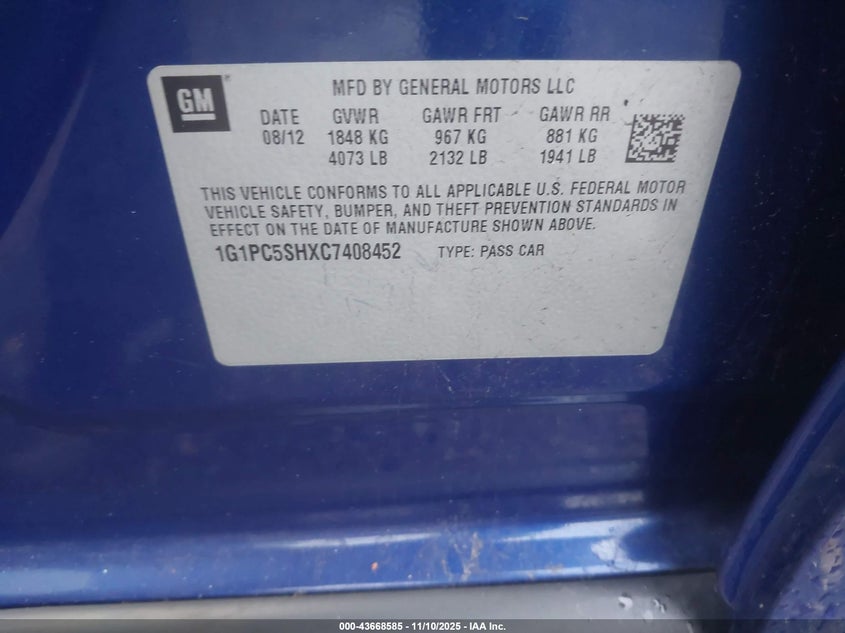 GM
MFD BY GENERAL MOTORS LLC
DATE GVWR GAWR FRT GAWR RR
08/12 1848 KG 967 KG 881 KG
4073 LB 2132 LB 1941 LB
THIS VEHICLE CONFORMS TO ALL APPLICABLE U.S. FEDERAL MOTOR
VEHICLE SAFETY, BUMPER, AND THEFT PREVENTION STANDARDS IN
EFFECT ON THE DATE OF MANUFACTURE SHOWN ABOVE.
1G1PC5SHXC7408452 TYPE: PASS CAR
000-43668585 - 11/10/2025 - IAA Inc.